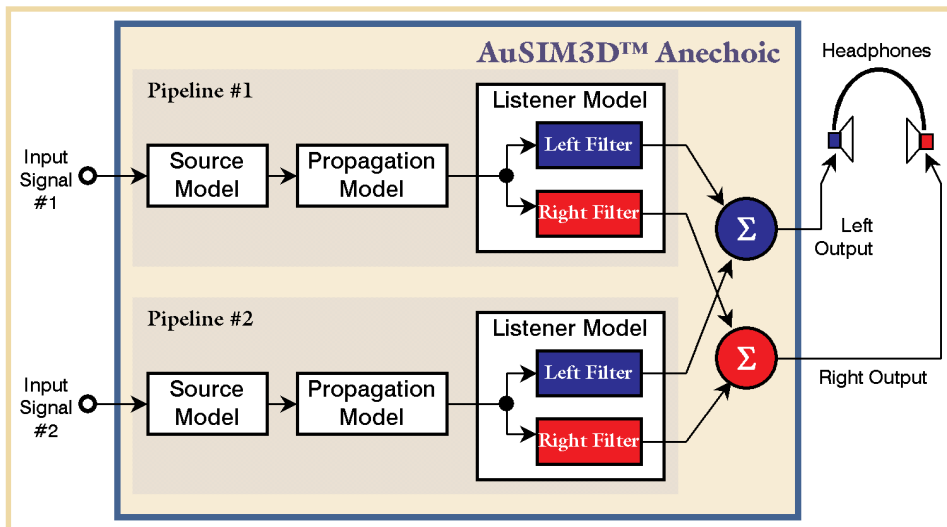 AuSIM3D™ Anechoic
Headphones
Pipeline #1
Listener Model
Input
Signal
#1
Source
Model
Propagation
Model
Left Filter
Right Filter
Σ
Left
Output
Pipeline #2
Listener Model
Input
Signal
#2
Source
Model
Propagation
Model
Left Filter
Right Filter
Σ
Right Output